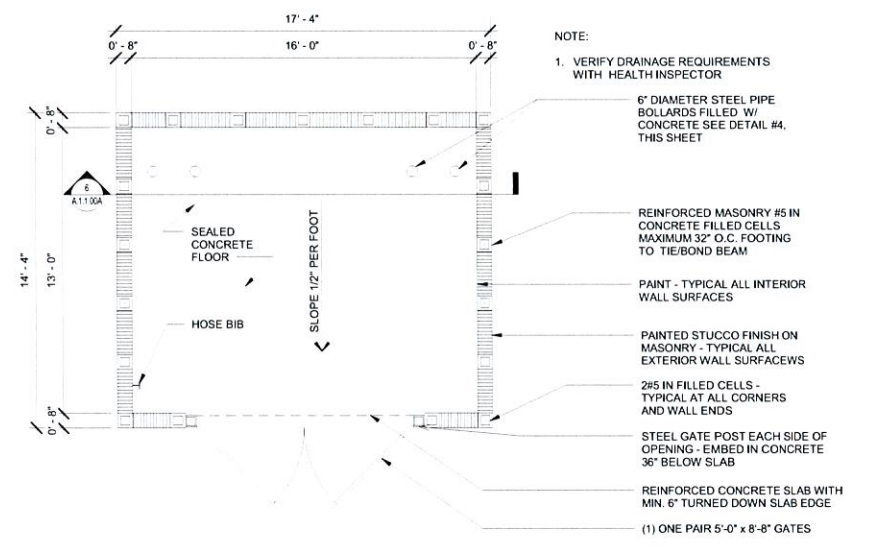 17' - 4"
0' - 8"
16' - 0"
0' - 8"
NOTE:
1. VERIFY DRAINAGE REQUIREMENTS
WITH HEALTH INSPECTOR
6" DIAMETER STEEL PIPE
BOLLARDS FILLED W/
CONCRETE SEE DETAIL #4,
THIS SHEET
0' - 8"
6
A.1.1.00A
14' - 4"
13' - 0"
SEALED
CONCRETE
FLOOR
SLOPE 1/2" PER FOOT
HOSE BIB
0' - 8"
REINFORCED MASONRY #5 IN
CONCRETE FILLED CELLS
MAXIMUM 32" O.C. FOOTING
TO TIE/BOND BEAM
PAINT - TYPICAL ALL INTERIOR
WALL SURFACES
PAINTED STUCCO FINISH ON
MASONRY - TYPICAL ALL
EXTERIOR WALL SURFACEWS
2#5 IN FILLED CELLS -
TYPICAL AT ALL CORNERS
AND WALL ENDS
STEEL GATE POST EACH SIDE OF
OPENING - EMBED IN CONCRETE
36" BELOW SLAB
REINFORCED CONCRETE SLAB WITH
MIN. 6" TURNED DOWN SLAB EDGE
(1) ONE PAIR 5'-0" x 8'-8" GATES